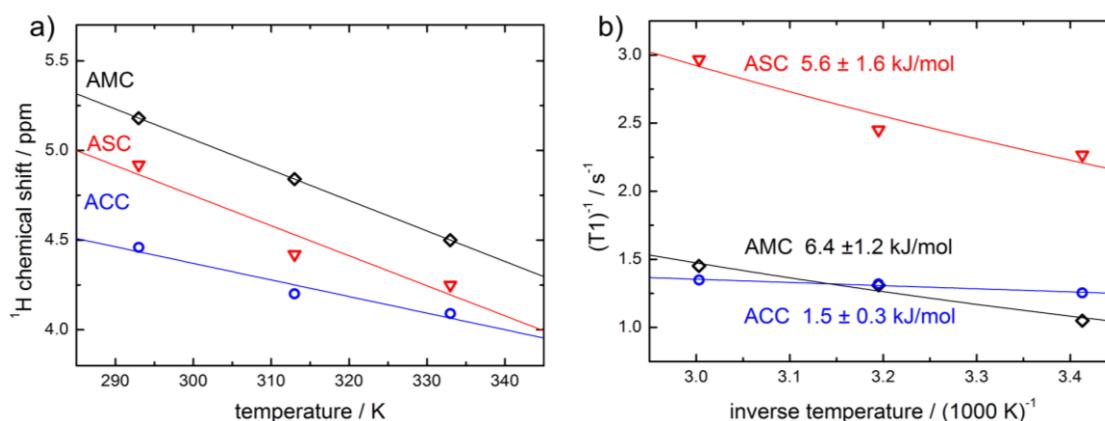 a)
5.5
5.0
4.5
4.0
¹H chemical shift / ppm
AMC
ASC
ACC
290 300 310 320 330 340
temperature / K
b)
3.0
2.5
2.0
1.5
1.0
(T1)⁻¹ / s⁻¹
ASC 5.6 ± 1.6 kJ/mol
AMC 6.4 ±1.2 kJ/mol
ACC 1.5 ± 0.3 kJ/mol
3.0 3.1 3.2 3.3 3.4
inverse temperature / (1000 K)⁻¹